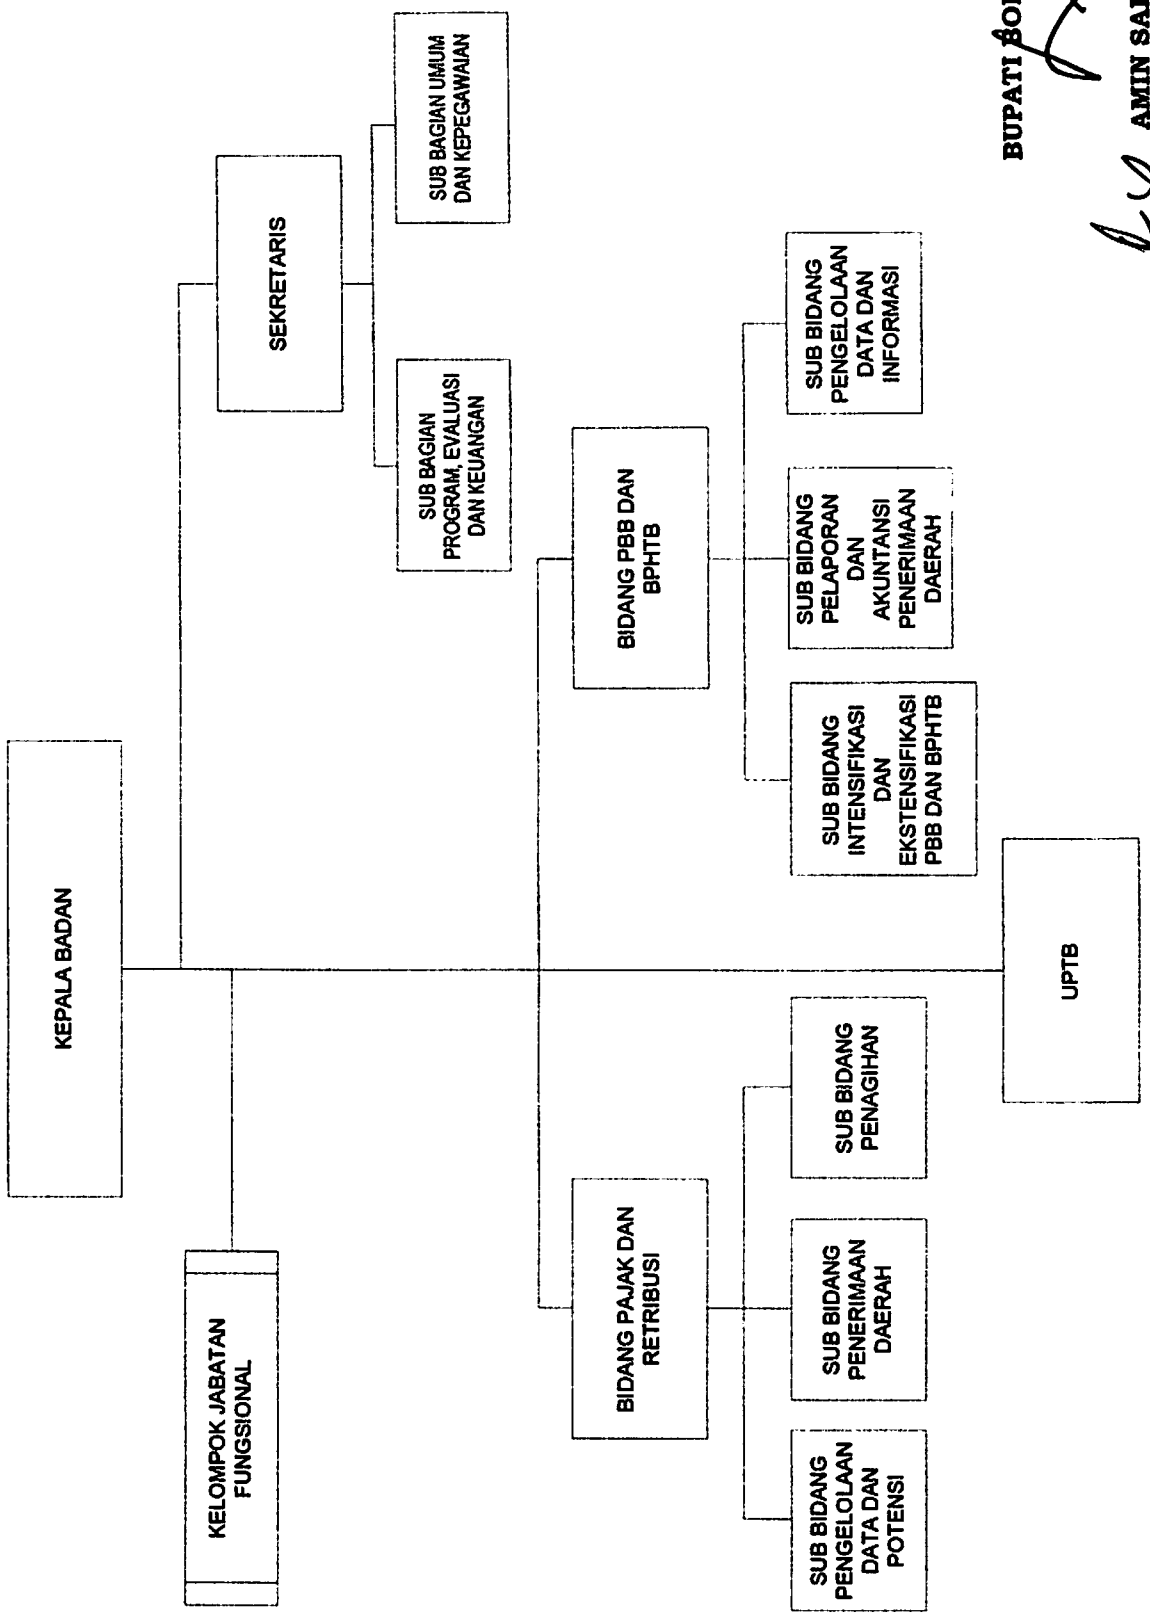 KEPALA BADAN
KELOMPOK JABATAN
FUNGSIONAL
SEKRETARIS
SUB BAGIAN
PROGRAM, EVALUASI
DAN KEUANGAN
SUB BAGIAN UMUM
DAN KEPEGAWAIAN
BIDANG PAJAK DAN
RETRIBUSI
BIDANG PBB DAN
BPHTB
SUB BIDANG
PENGELOLAAN
DATA DAN
POTENSI
SUB BIDANG
PENERIMAAN
DAERAH
SUB BIDANG
PENAGIHAN
SUB BIDANG
INTENSIFIKASI
DAN
EKSTENSIFIKASI
PBB DAN BPHTB
SUB BIDANG
PELAPORAN
DAN
AKUNTANSI
PENERIMAAN
DAERAH
SUB BIDANG
PENGELOLAAN
DATA DAN
INFORMASI
UPTB
BUPATI
AMIN